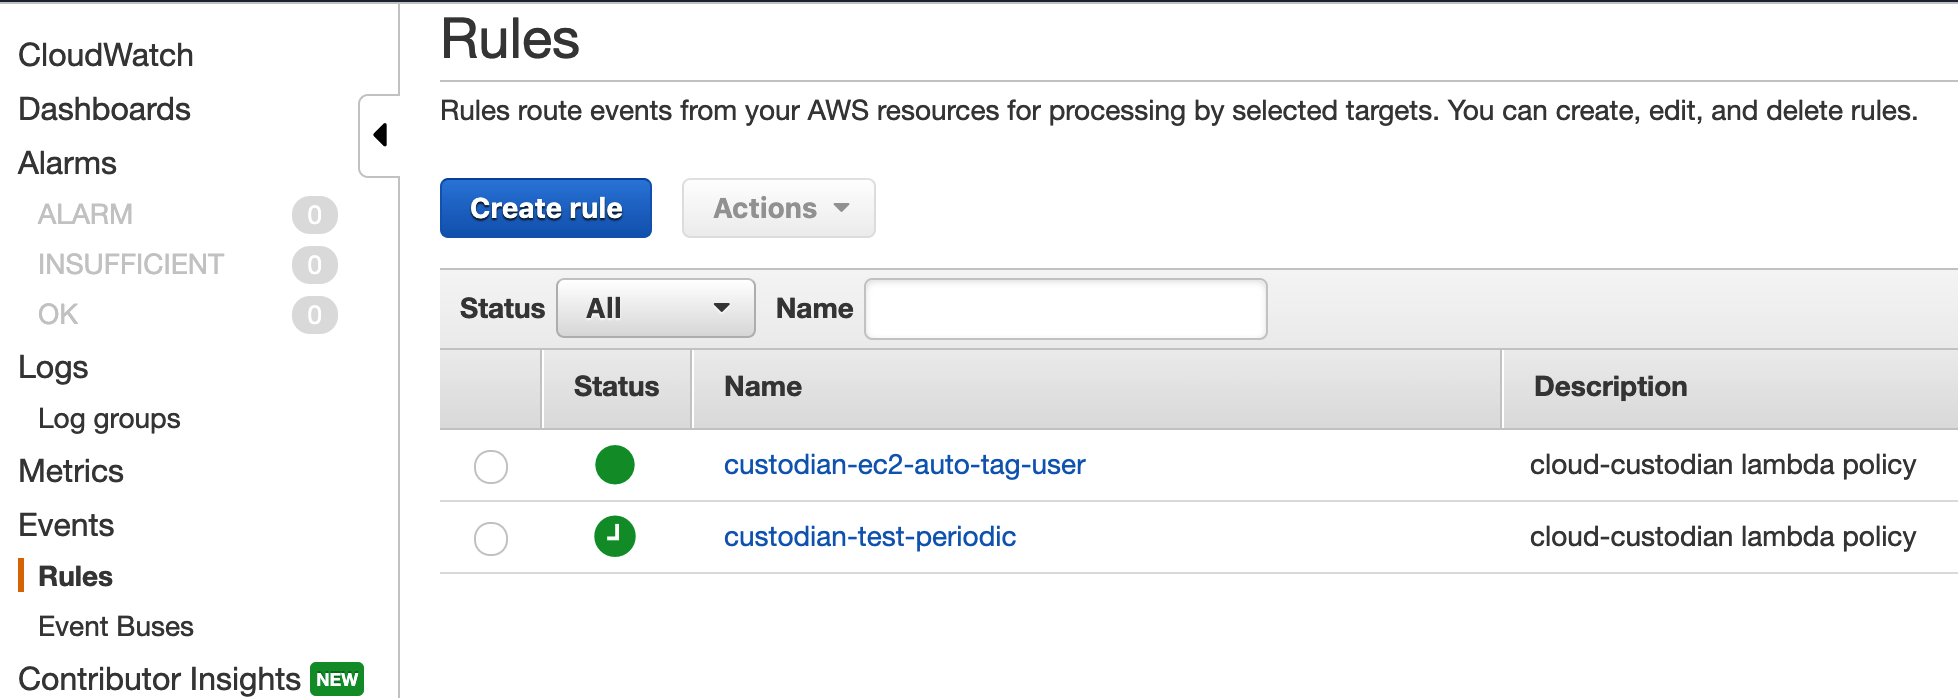 CloudWatch
Dashboards
Alarms
ALARM 0
INSUFFICIENT 0
OK 0
Logs
Log groups
Metrics
Events
Rules
Event Buses
Contributor Insights NEW
Rules
Rules route events from your AWS resources for processing by selected targets. You can create, edit, and delete rules.
Create rule Actions
Status All Name
Status Name Description
custodian-ec2-auto-tag-user cloud-custodian lambda policy
custodian-test-periodic cloud-custodian lambda policy